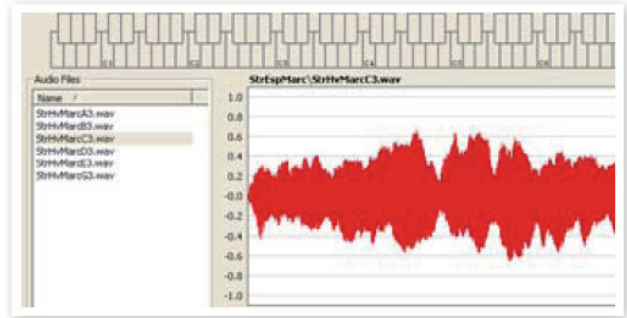 C1 C2 C3 C4 C5 C6
Audio Files
StrEspMarc\StrHvMarcC3.wav
Name /
StrHvMarcA3.wav
StrHvMarcB3.wav
StrHvMarcC3.wav
StrHvMarcD3.wav
StrHvMarcE3.wav
StrHvMarcG3.wav
1.0
0.8
0.6
0.4
0.2
-0.0
-0.2
-0.4
-0.6
-0.8
-1.0